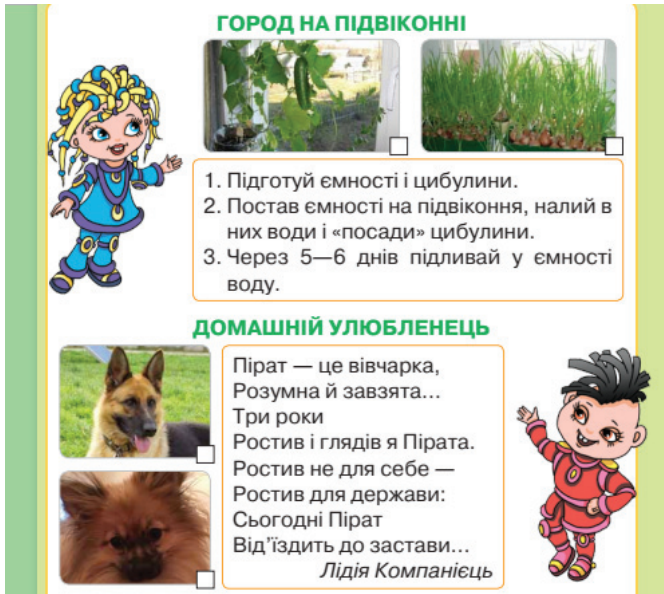 ГОРОД НА ПІДВІКОННІ
1. Підготуй ємності і цибулини.
2. Постав ємності на підвіконня, налий в
них води і «посади» цибулини.
3. Через 5—6 днів підливай у ємності
воду.
ДОМАШНІЙ УЛЮБЛЕНЕЦЬ
Пірат — це вівчарка,
Розумна й завзята...
Три роки
Ростив і глядів я Пірата.
Ростив не для себе —
Ростив для держави:
Сьогодні Пірат
Від’їздить до застави...
Лідія Компанієць